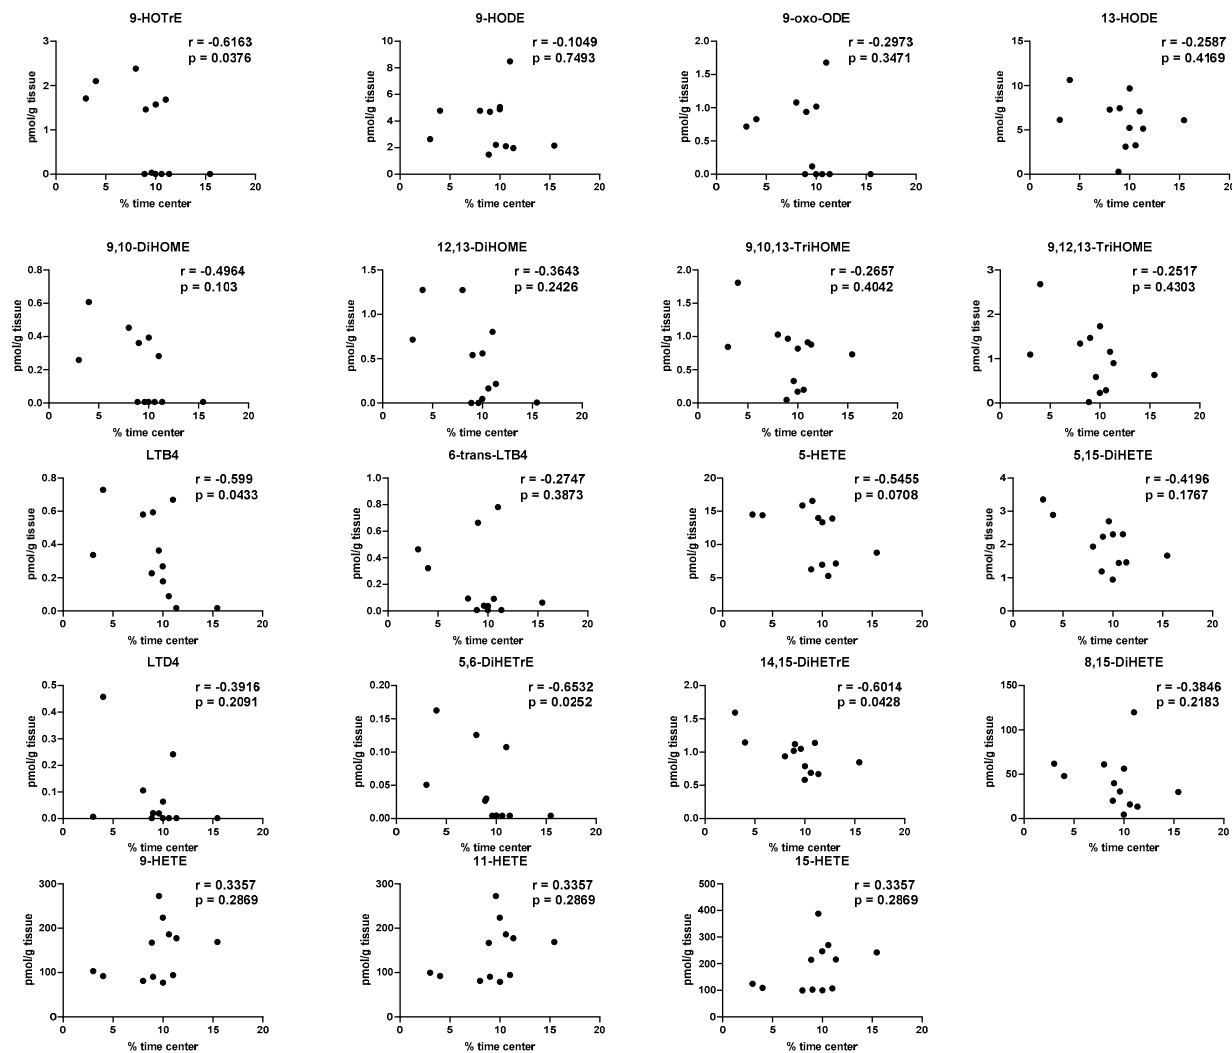 9-HOTrE
r = -0.6163
p = 0.0376
pmol/g tissue
3
2
1
0
0 5 10 15 20
% time center
9-HODE
r = -0.1049
p = 0.7493
pmol/g tissue
10
8
6
4
2
0
0 5 10 15 20
% time center
9-oxo-ODE
r = -0.2973
p = 0.3471
pmol/g tissue
2.0
1.5
1.0
0.5
0.0
0 5 10 15 20
% time center
13-HODE
r = -0.2587
p = 0.4169
pmol/g tissue
15
10
5
0
0 5 10 15 20
% time center
9,10-DiHOME
r = -0.4964
p = 0.103
pmol/g tissue
0.8
0.6
0.4
0.2
0.0
0 5 10 15 20
% time center
12,13-DiHOME
r = -0.3643
p = 0.2426
pmol/g tissue
1.5
1.0
0.5
0.0
0 5 10 15 20
% time center
9,10,13-TriHOME
r = -0.2657
p = 0.4042
pmol/g tissue
2.0
1.5
1.0
0.5
0.0
0 5 10 15 20
% time center
9,12,13-TriHOME
r = -0.2517
p = 0.4303
pmol/g tissue
3
2
1
0
0 5 10 15 20
% time center
LTB4
r = -0.599
p = 0.0433
pmol/g tissue
0.8
0.6
0.4
0.2
0.0
0 5 10 15 20
% time center
6-trans-LTB4
r = -0.2747
p = 0.3873
pmol/g tissue
1.0
0.8
0.6
0.4
0.2
0.0
0 5 10 15 20
% time center
5-HETE
r = -0.5455
p = 0.0708
pmol/g tissue
20
15
10
5
0
0 5 10 15 20
% time center
5,15-DiHETE
r = -0.4196
p = 0.1767
pmol/g tissue
4
3
2
1
0
0 5 10 15 20
% time center
LTD4
r = -0.3916
p = 0.2091
pmol/g tissue
0.5
0.4
0.3
0.2
0.1
0.0
0 5 10 15 20
% time center
5,6-DiHETrE
r = -0.6532
p = 0.0252
pmol/g tissue
0.20
0.15
0.10
0.05
0.00
0 5 10 15 20
% time center
14,15-DiHETrE
r = -0.6014
p = 0.0428
pmol/g tissue
2.0
1.5
1.0
0.5
0.0
0 5 10 15 20
% time center
8,15-DiHETE
r = -0.3846
p = 0.2183
pmol/g tissue
150
100
50
0
0 5 10 15 20
% time center
9-HETE
r = 0.3357
p = 0.2869
pmol/g tissue
300
200
100
0
0 5 10 15 20
% time center
11-HETE
r = 0.3357
p = 0.2869
pmol/g tissue
300
200
100
0
0 5 10 15 20
% time center
15-HETE
r = 0.3357
p = 0.2869
pmol/g tissue
500
400
300
200
100
0
0 5 10 15 20
% time center